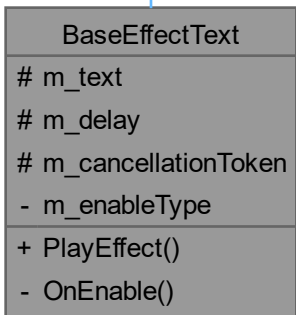 BaseEffectText
# m_text
# m_delay
# m_cancellationToken
- m_enableType
+ PlayEffect()
- OnEnable()